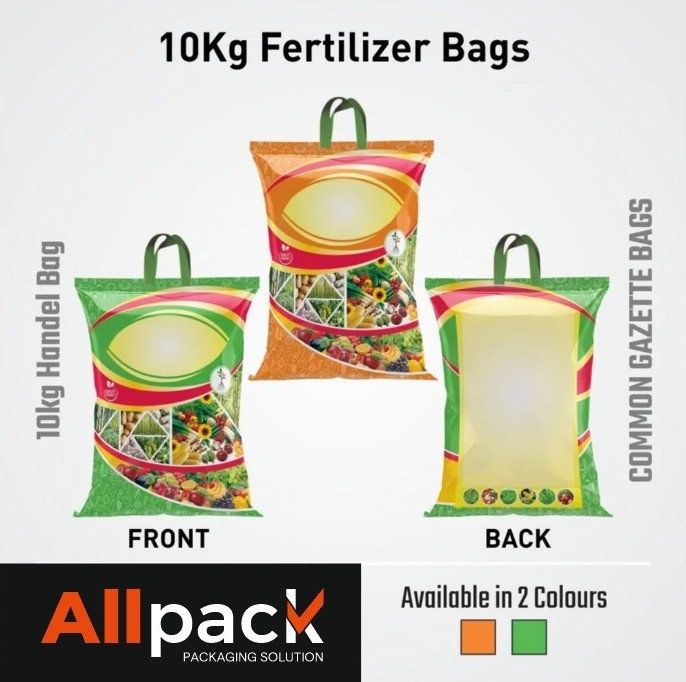 10Kg Fertilizer Bags
10kg Handel Bag
COMMON GAZETTE BAGS
FRONT
BACK
Allpack
PACKAGING SOLUTION
Available in 2 Colours